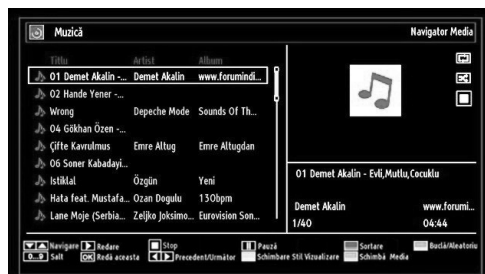 Muzică
Navigator Media
Titlu Artist Album
01 Demet Akalin -... Demet Akalin www.forumindi...
02 Hande Yener -...
Wrong Depeche Mode Sounds Of Th...
04 Gökhan Özen -...
Çifte Kavrulmus Emre Altug Emre Altugdan
06 Soner Kabadayi...
Istiklal Özgün Yeni
Hata feat. Mustafa... Ozan Dogulu 130bpm
Lane Moje (Serbia... Zeljko Joksimo... Eurovision Son...
01 Demet Akalin - Evli,Mutlu,Cocuklu
Demet Akalin www.forumi...
1/40 04:44
Navigare Redare Stop Pauză Sortare Buclă/Aleatoriu
0...9 Salt OK Redă aceasta Precedent/Următor Schimbare Stil Vizualizare Schimbă Media